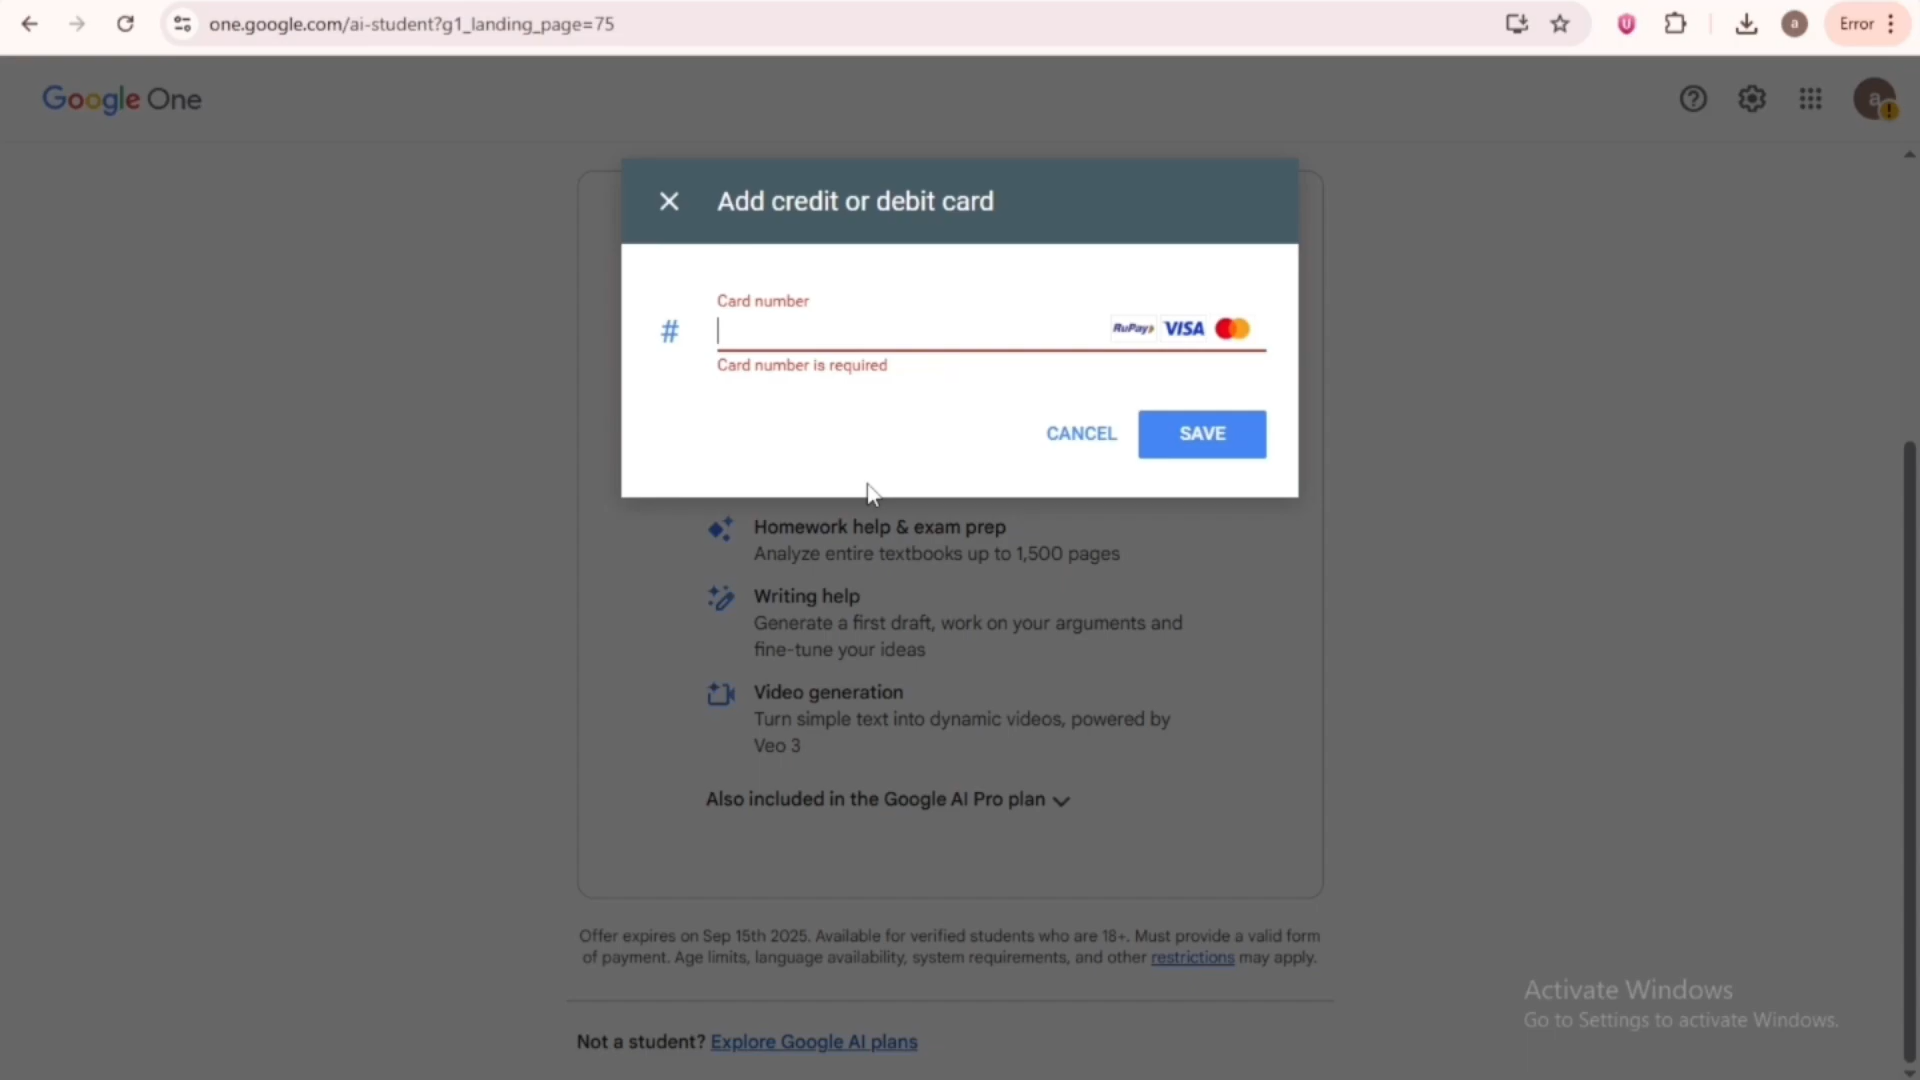 one.google.com/ai-student?g1_landing_page=75
a
Error
Google One
a
Add credit or debit card
Card number
#
RuPay VISA
Card number is required
CANCEL
SAVE
Homework help & exam prep
Analyze entire textbooks up to 1,500 pages
Writing help
Generate a first draft, work on your arguments and
fine-tune your ideas
Video generation
Turn simple text into dynamic videos, powered by
Veo 3
Also included in the Google AI Pro plan
Offer expires on Sep 15th 2025. Available for verified students who are 18+. Must provide a valid form
of payment. Age limits, language availability, system requirements, and other restrictions may apply.
Activate Windows
Go to Settings to activate Windows.
Not a student? Explore Google AI plans